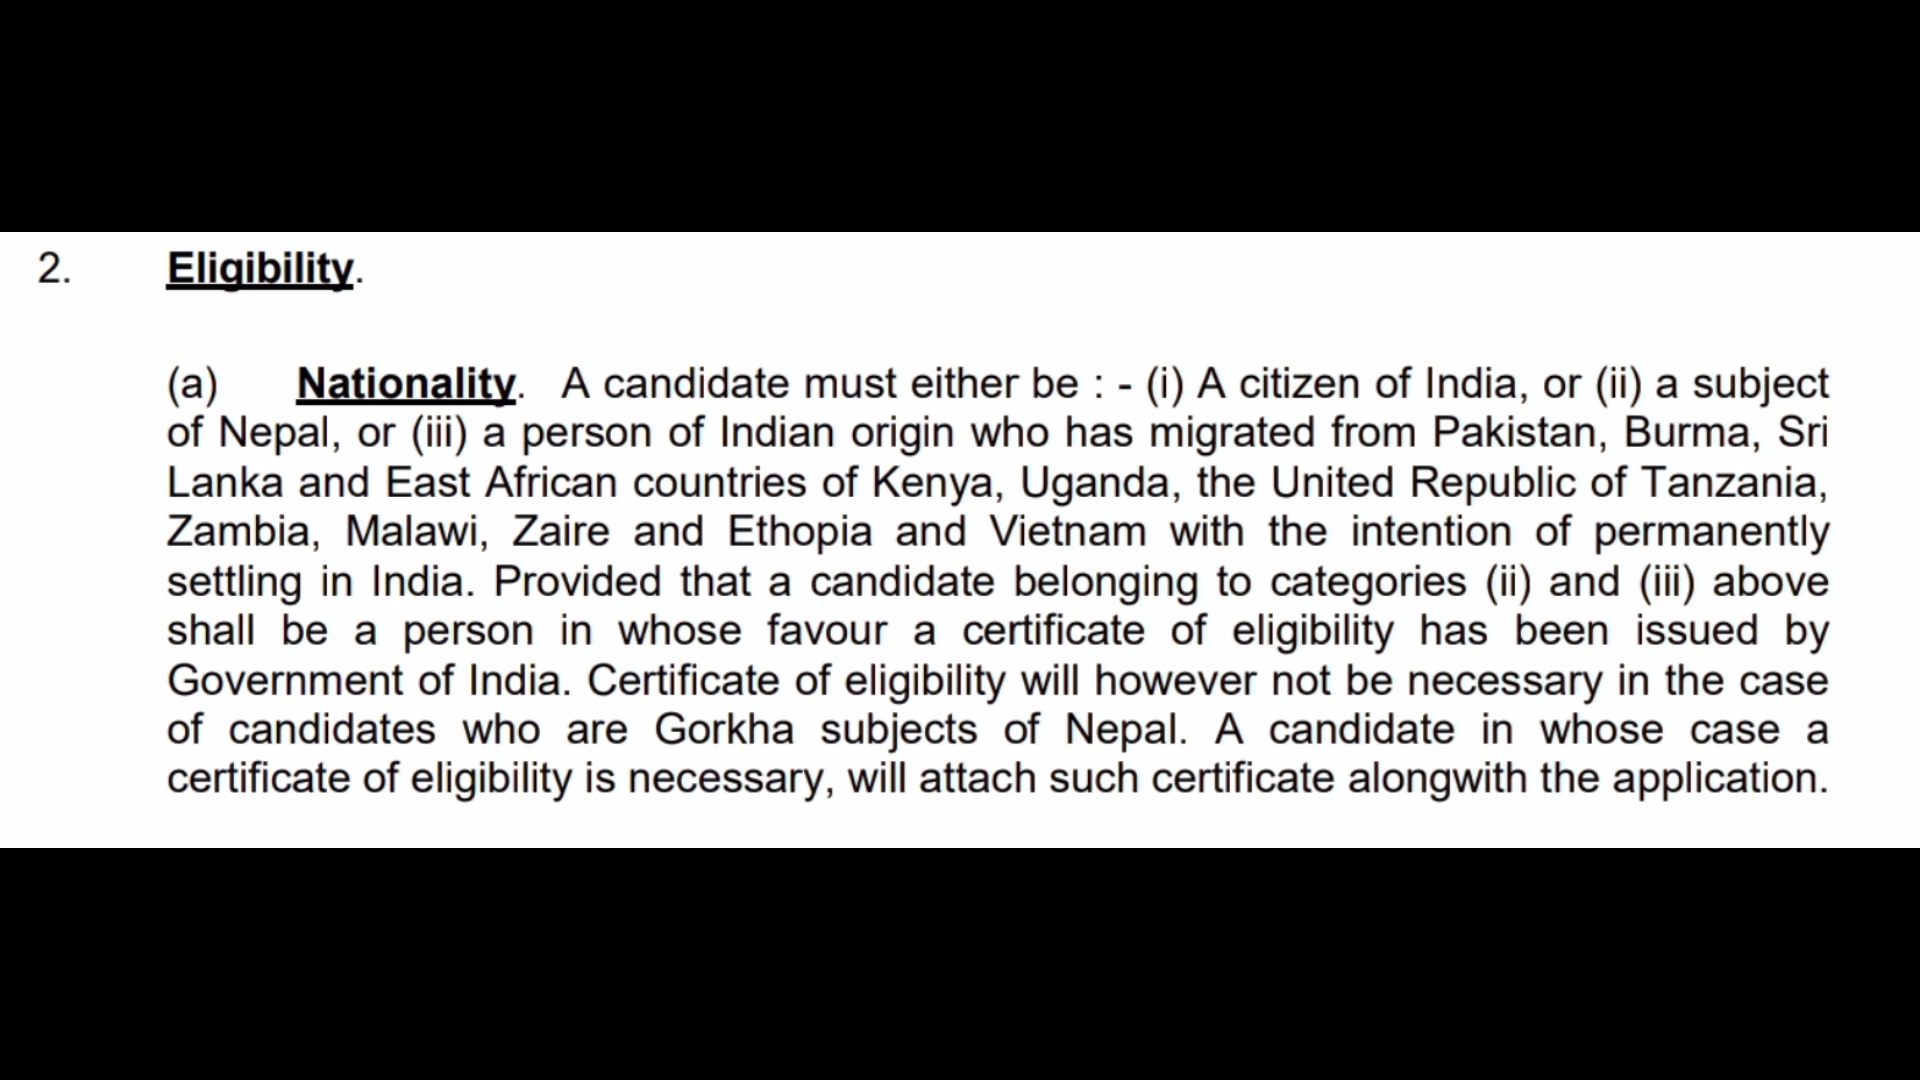 2. Eligibility.
(a) Nationality. A candidate must either be : - (i) A citizen of India, or (ii) a subject
of Nepal, or (iii) a person of Indian origin who has migrated from Pakistan, Burma, Sri
Lanka and East African countries of Kenya, Uganda, the United Republic of Tanzania,
Zambia, Malawi, Zaire and Ethopia and Vietnam with the intention of permanently
settling in India. Provided that a candidate belonging to categories (ii) and (iii) above
shall be a person in whose favour a certificate of eligibility has been issued by
Government of India. Certificate of eligibility will however not be necessary in the case
of candidates who are Gorkha subjects of Nepal. A candidate in whose case a
certificate of eligibility is necessary, will attach such certificate alongwith the application.